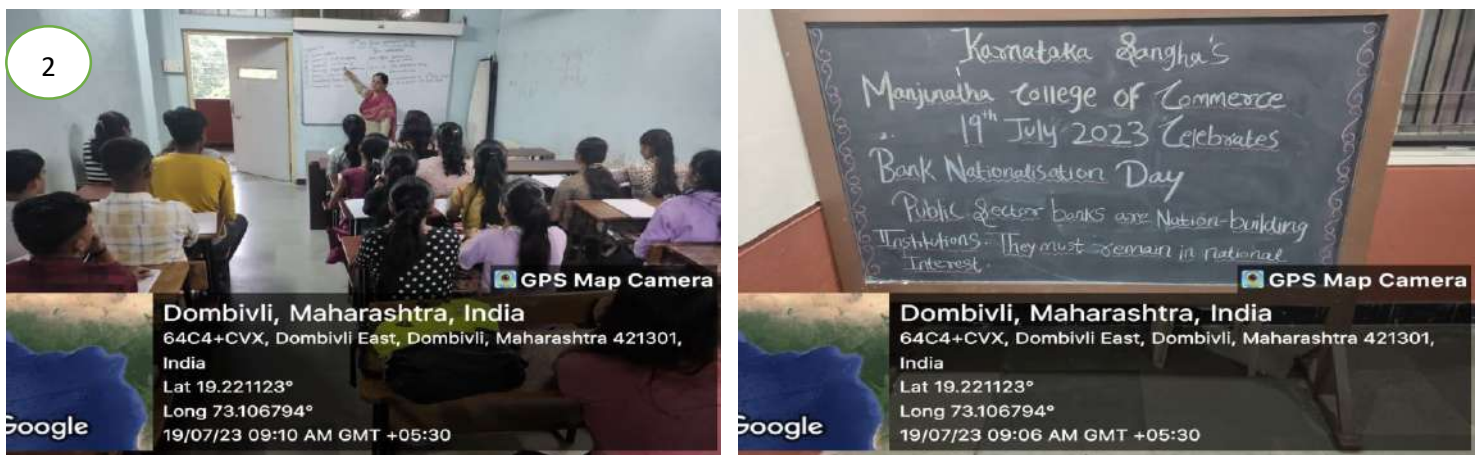 2
GPS Map Camera
Dombivli, Maharashtra, India
64C4+CVX, Dombivli East, Dombivli, Maharashtra 421301,
India
Lat 19.221123°
Long 73.106794°
19/07/23 09:10 AM GMT +05:30
Google
Karnataka Sangha's
Manjunatha College of Commerce
19th July 2023 Celebrates
Bank Nationalisation Day
Public Sector banks are Nation-building
Institutions. They must remain in national
Interest.
GPS Map Camera
Dombivli, Maharashtra, India
64C4+CVX, Dombivli East, Dombivli, Maharashtra 421301,
India
Lat 19.221123°
Long 73.106794°
19/07/23 09:06 AM GMT +05:30
Google